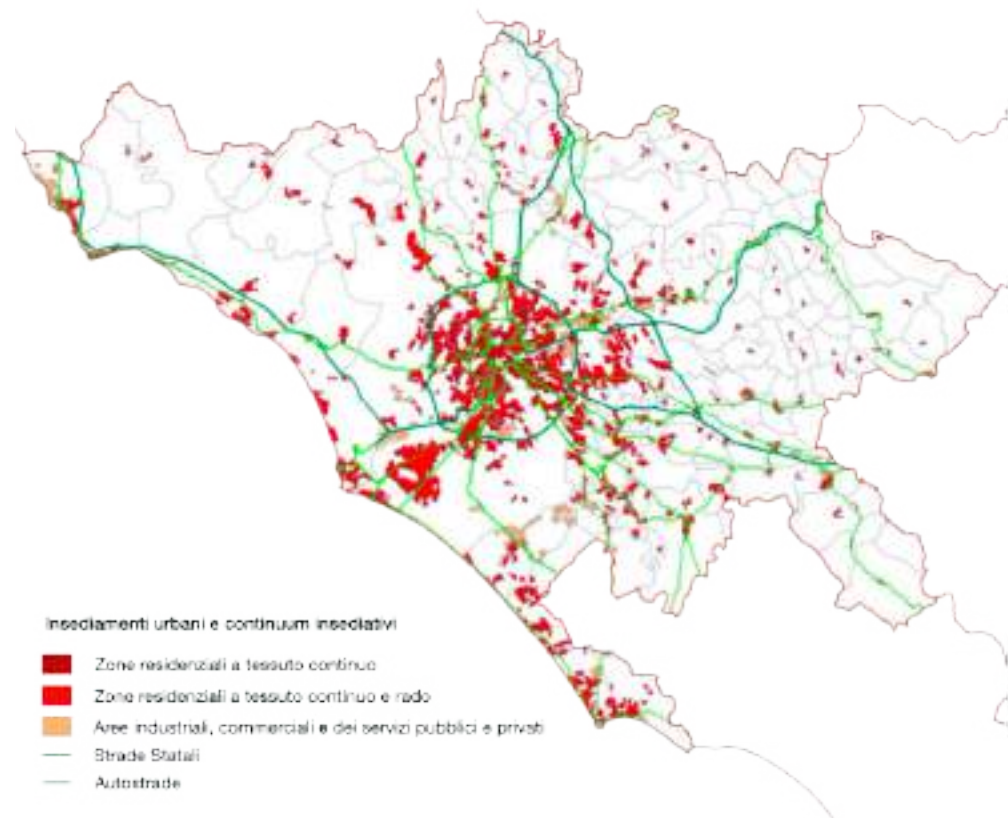 Insediamenti urbani e continuum insediativi
Zone residenziali a tessuto continuo
Zone residenziali a tessuto continuo e rado
Aree industriali, commerciali e dei servizi pubblici e privati
Strade Statali
Autostrade